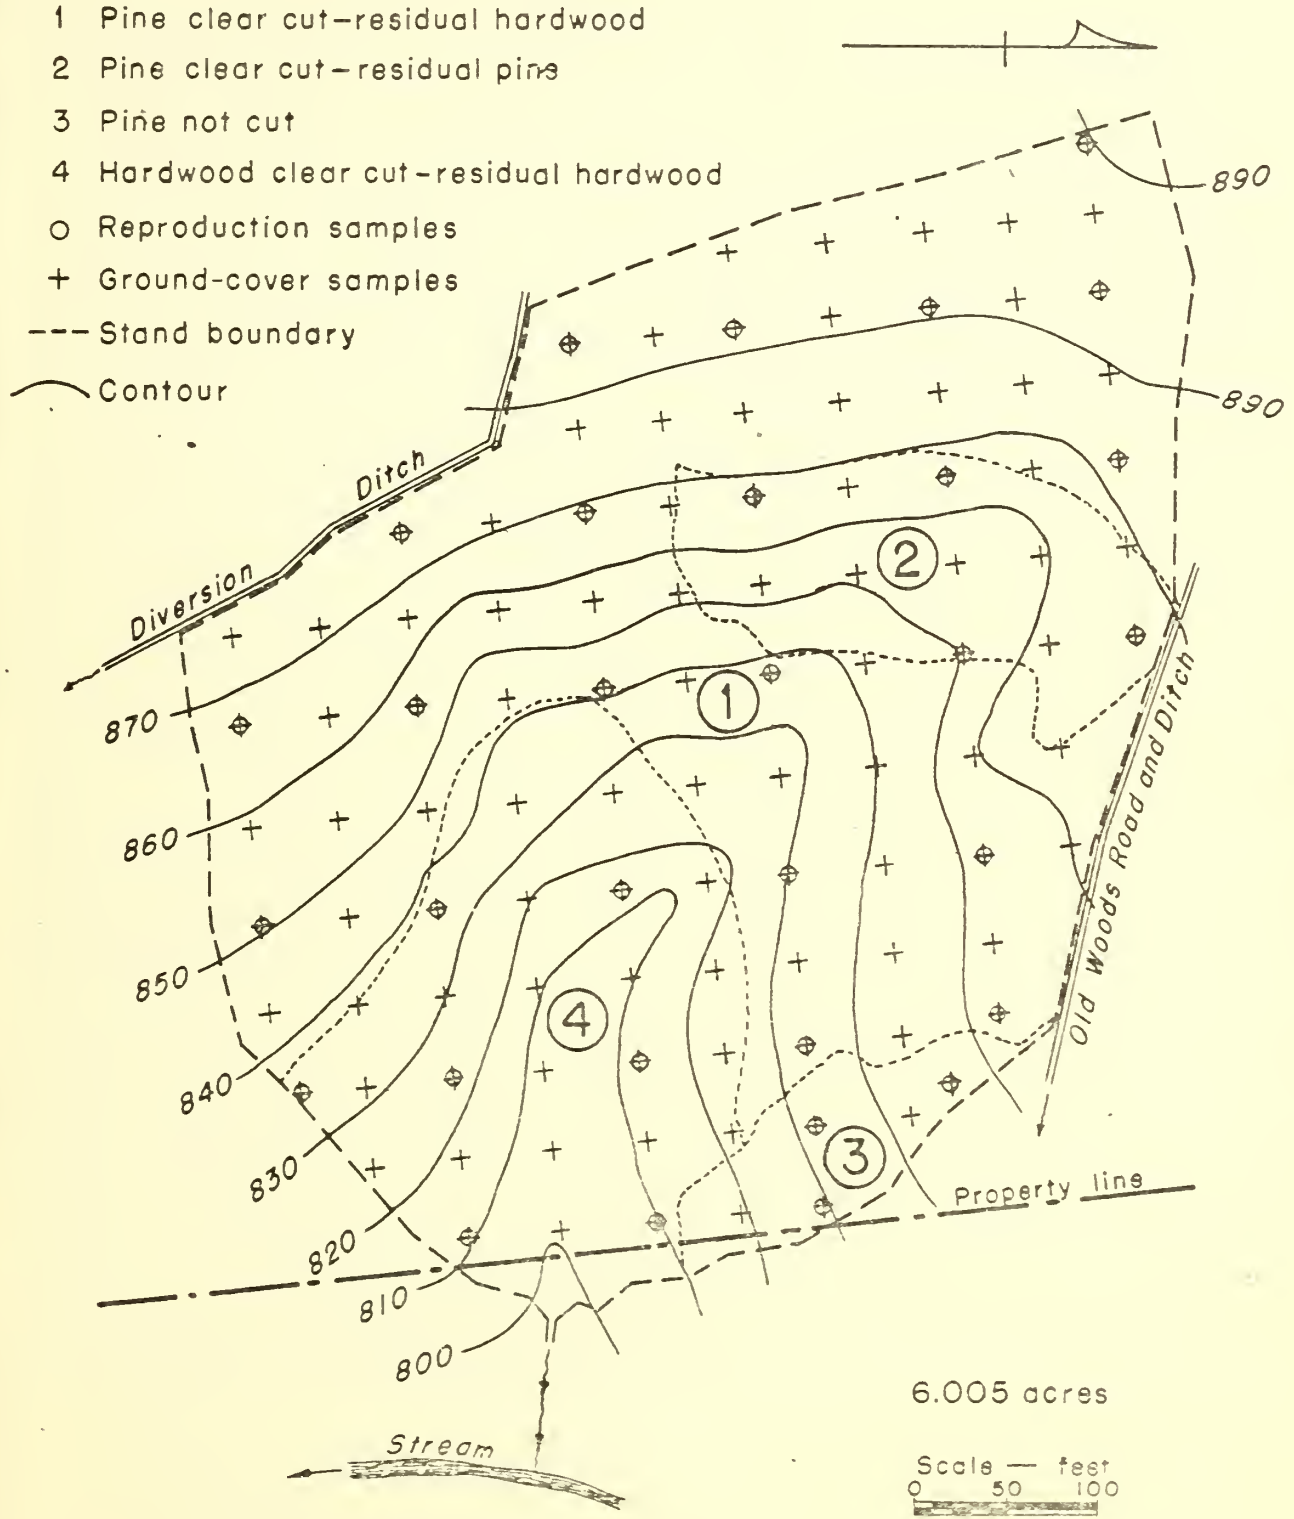 1 Pine clear cut-residual hardwood
2 Pine clear cut-residual pine
3 Pine not cut
4 Hardwood clear cut-residual hardwood
o Reproduction samples
+ Ground-cover samples
--- Stand boundary
Contour
890
890
Diversion Ditch
2
1
870
860
850
840
830
820
810
800
4
3
Old Woods Road and Ditch
Property line
6.005 acres
Stream
Scale — feet
0 50 100